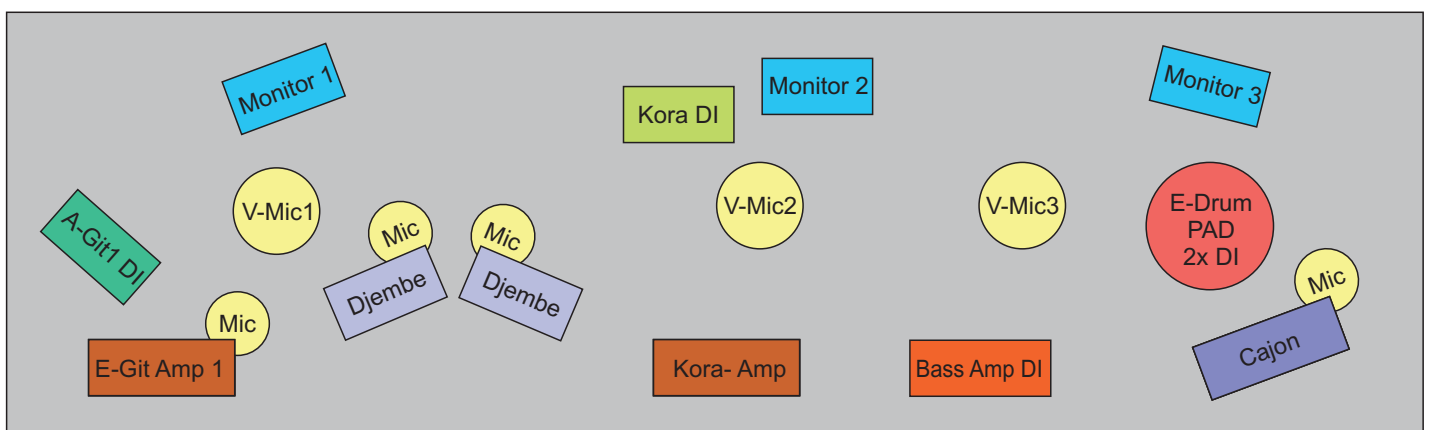 Monitor 1
Monitor 2
Monitor 3
Kora DI
V-Mic1
V-Mic2
V-Mic3
E-Drum
PAD
2x DI
A-Git1 DI
Mic
Djembe
Mic
Djembe
Mic
E-Git Amp 1
Kora- Amp
Bass Amp DI
Mic
Cajon